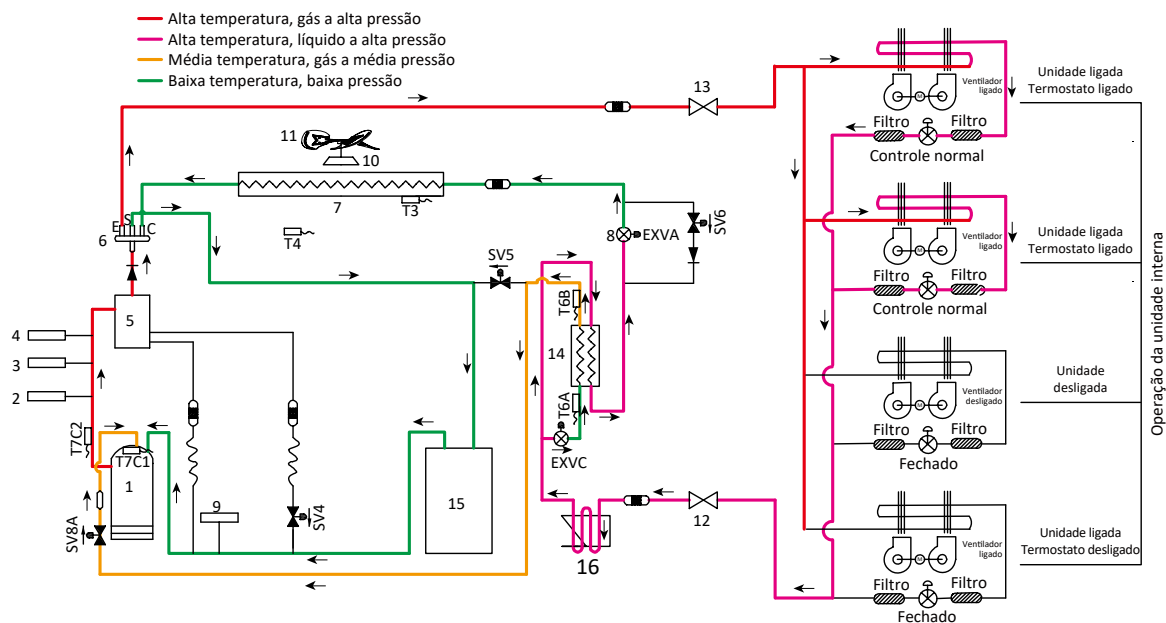 Alta temperatura, gás a alta pressão
Alta temperatura, líquido a alta pressão
Média temperatura, gás a média pressão
Baixa temperatura, baixa pressão
13
11
10
7
T3
T4
E S C
6
8
EXVA
SV6
SV5
T6B
14
T6A
EXVC
5
4
3
2
T7C2
T7C1
1
SV8A
9
SV4
15
16
12
Ventilador
ligado
M
Filtro
Filtro
Controle normal
Unidade ligada
Termostato ligado
Ventilador
ligado
M
Filtro
Filtro
Controle normal
Unidade ligada
Termostato ligado
Ventilador
desligado
M
Filtro
Filtro
Fechado
Unidade
desligada
Ventilador
ligado
M
Filtro
Filtro
Fechado
Unidade ligada
Termostato desligado
Operação da unidade interna